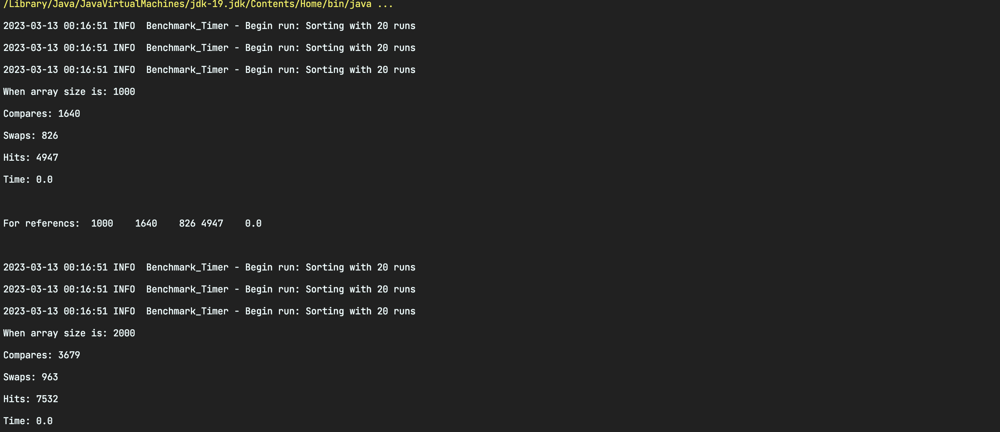 /Library/Java/JavaVirtualMachines/jdk-19.jdk/Contents/Home/bin/java ...
2023-03-13 00:16:51 INFO  Benchmark_Timer - Begin run: Sorting with 20 runs
2023-03-13 00:16:51 INFO  Benchmark_Timer - Begin run: Sorting with 20 runs
2023-03-13 00:16:51 INFO  Benchmark_Timer - Begin run: Sorting with 20 runs
When array size is: 1000
Compares: 1640
Swaps: 826
Hits: 4947
Time: 0.0
For referencs:  1000    1640    826 4947    0.0
2023-03-13 00:16:51 INFO  Benchmark_Timer - Begin run: Sorting with 20 runs
2023-03-13 00:16:51 INFO  Benchmark_Timer - Begin run: Sorting with 20 runs
2023-03-13 00:16:51 INFO  Benchmark_Timer - Begin run: Sorting with 20 runs
When array size is: 2000
Compares: 3679
Swaps: 963
Hits: 7532
Time: 0.0